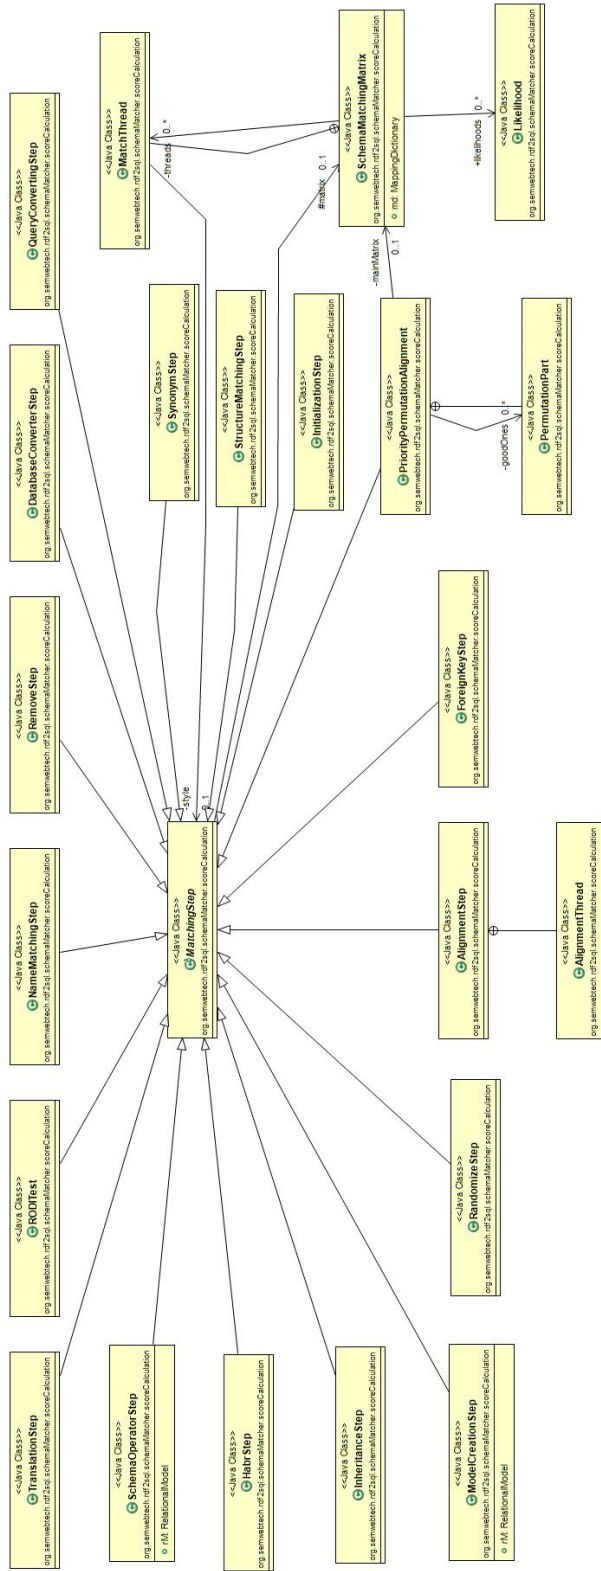 <<Java Class>>
TranslationStep
org.semwebtech.rdf2sql.schemaMatcher.scoreCalculation
<<Java Class>>
RODITest
org.semwebtech.rdf2sql.schemaMatcher.scoreCalculation
<<Java Class>>
NameMatchingStep
org.semwebtech.rdf2sql.schemaMatcher.scoreCalculation
<<Java Class>>
RemoveStep
org.semwebtech.rdf2sql.schemaMatcher.scoreCalculation
<<Java Class>>
DatabaseConverterStep
org.semwebtech.rdf2sql.schemaMatcher.scoreCalculation
<<Java Class>>
QueryConvertingStep
org.semwebtech.rdf2sql.schemaMatcher.scoreCalculation
<<Java Class>>
SchemaOperatorStep
org.semwebtech.rdf2sql.schemaMatcher.scoreCalculation
rM: RelationalModel
<<Java Class>>
MatchThread
org.semwebtech.rdf2sql.schemaMatcher.scoreCalculation
-threads 0..*
<<Java Class>>
SynonymStep
org.semwebtech.rdf2sql.schemaMatcher.scoreCalculation
<<Java Class>>
MatchingStep
org.semwebtech.rdf2sql.schemaMatcher.scoreCalculation
-style
0..1
<<Java Class>>
StructureMatchingStep
org.semwebtech.rdf2sql.schemaMatcher.scoreCalculation
<<Java Class>>
HabrStep
org.semwebtech.rdf2sql.schemaMatcher.scoreCalculation
<<Java Class>>
InitializationStep
org.semwebtech.rdf2sql.schemaMatcher.scoreCalculation
#matrix 0..1
<<Java Class>>
InheritanceStep
org.semwebtech.rdf2sql.schemaMatcher.scoreCalculation
<<Java Class>>
SchemaMatchingMatrix
org.semwebtech.rdf2sql.schemaMatcher.scoreCalculation
md: MappingDictionary
-mainMatrix
0..1
<<Java Class>>
PriorityPermutationAlignment
org.semwebtech.rdf2sql.schemaMatcher.scoreCalculation
<<Java Class>>
ModelCreationStep
org.semwebtech.rdf2sql.schemaMatcher.scoreCalculation
rM: RelationalModel
<<Java Class>>
RandomizeStep
org.semwebtech.rdf2sql.schemaMatcher.scoreCalculation
<<Java Class>>
AlignmentStep
org.semwebtech.rdf2sql.schemaMatcher.scoreCalculation
<<Java Class>>
ForeignKeyStep
org.semwebtech.rdf2sql.schemaMatcher.scoreCalculation
+likelihoods 0..*
<<Java Class>>
Likelihood
org.semwebtech.rdf2sql.schemaMatcher.scoreCalculation
-goodOnes 0..*
<<Java Class>>
PermutationPart
org.semwebtech.rdf2sql.schemaMatcher.scoreCalculation
<<Java Class>>
AlignmentThread
org.semwebtech.rdf2sql.schemaMatcher.scoreCalculation